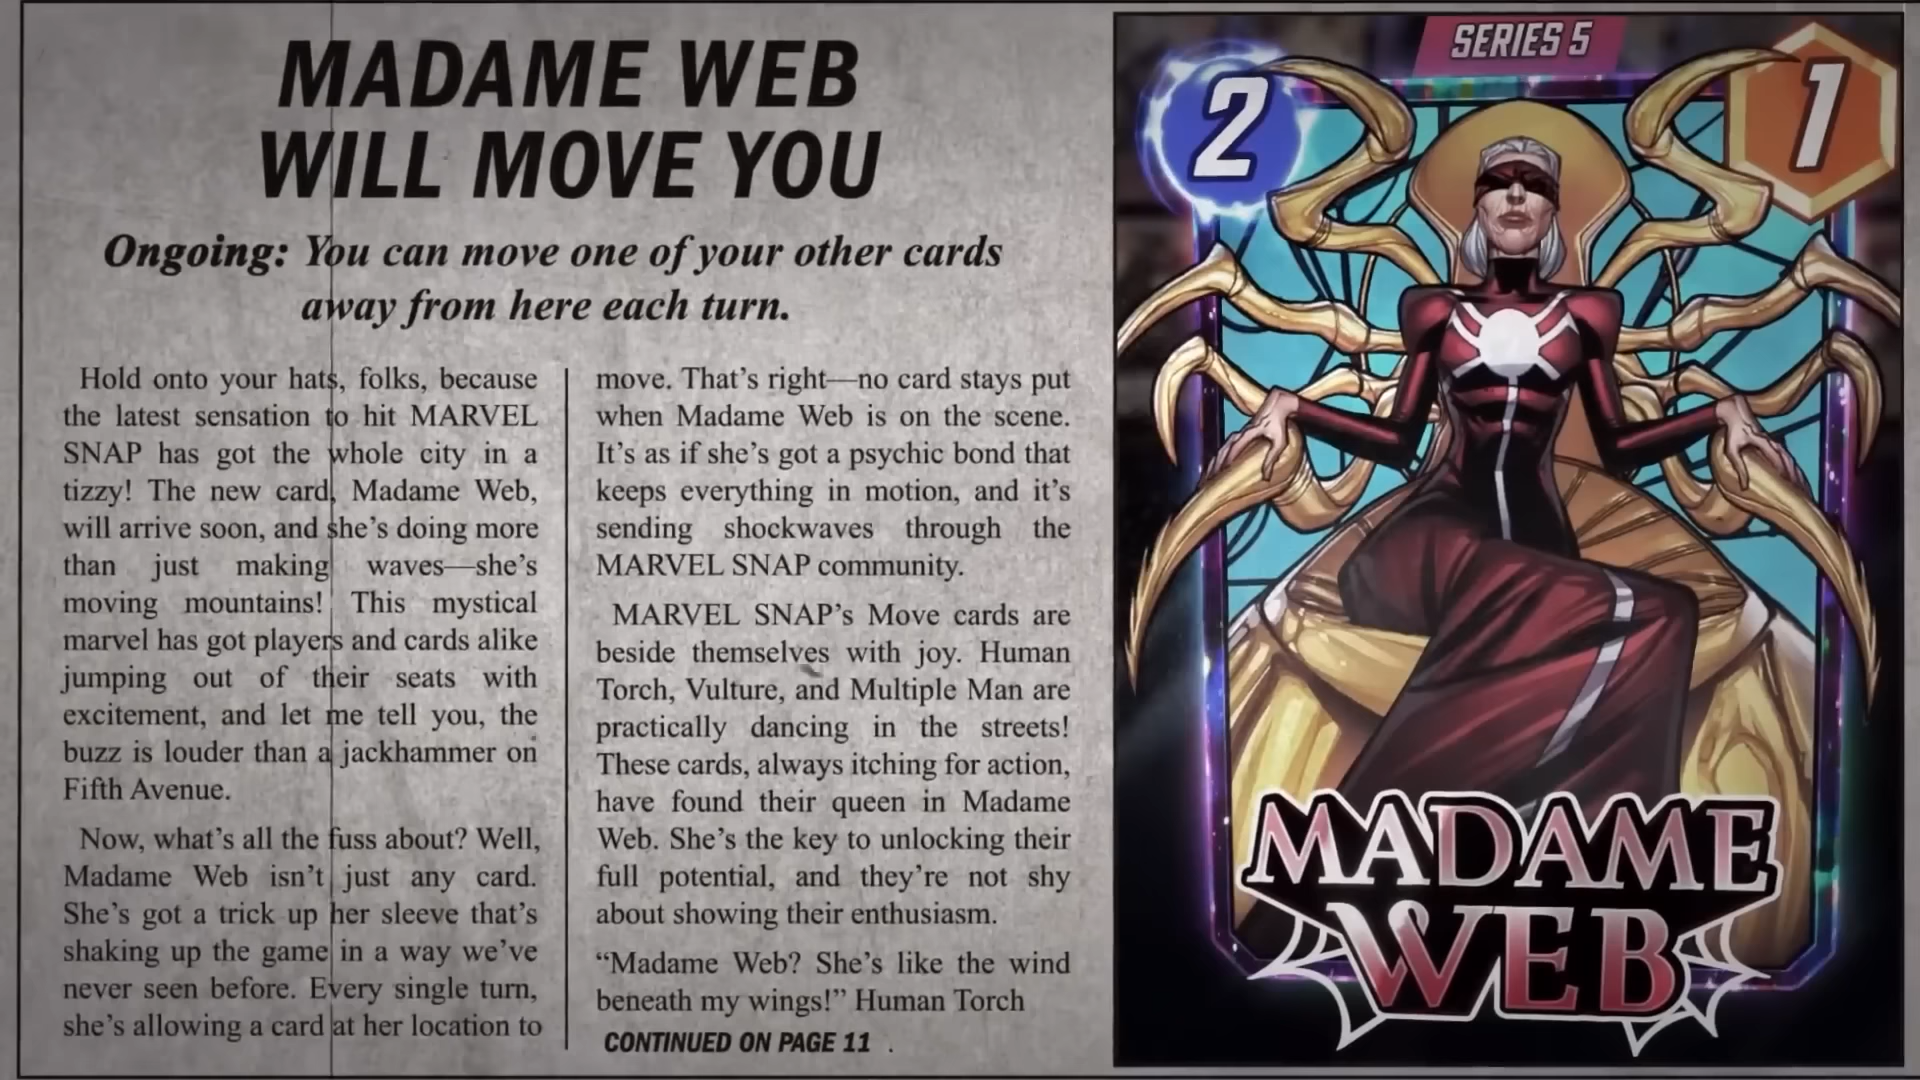 MADAME WEB
WILL MOVE YOU
Ongoing: You can move one of your other cards
away from here each turn.
Hold onto your hats, folks, because
the latest sensation to hit MARVEL
SNAP has got the whole city in a
tizzy! The new card, Madame Web,
will arrive soon, and she's doing more
than just making waves—she's
moving mountains! This mystical
marvel has got players and cards alike
jumping out of their seats with
excitement, and let me tell you, the
buzz is louder than a jackhammer on
Fifth Avenue.
Now, what's all the fuss about? Well,
Madame Web isn't just any card.
She's got a trick up her sleeve that's
shaking up the game in a way we've
never seen before. Every single turn,
she's allowing a card at her location to
move. That's right—no card stays put
when Madame Web is on the scene.
It's as if she's got a psychic bond that
keeps everything in motion, and it's
sending shockwaves through the
MARVEL SNAP community.
MARVEL SNAP's Move cards are
beside themselves with joy. Human
Torch, Vulture, and Multiple Man are
practically dancing in the streets!
These cards, always itching for action,
have found their queen in Madame
Web. She's the key to unlocking their
full potential, and they're not shy
about showing their enthusiasm.
“Madame Web? She's like the wind
beneath my wings!” Human Torch
CONTINUED ON PAGE 11 .
SERIES 5
2
1
MADAME
WEB